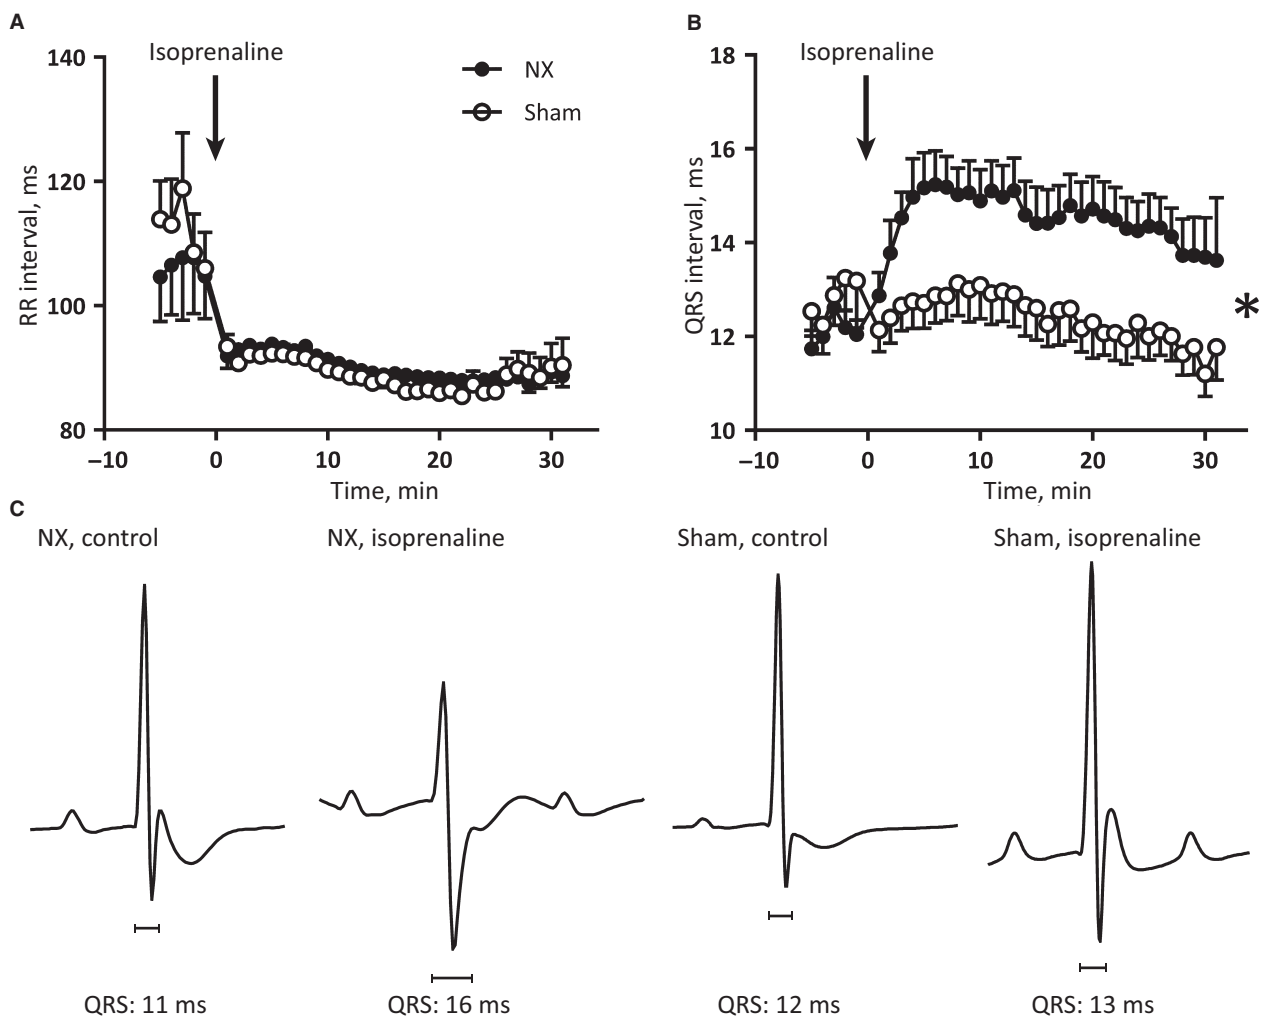 A
B
Isoprenaline
NX
Sham
RR interval, ms
140
120
100
80
–10
0
10
20
30
Time, min
Isoprenaline
QRS interval, ms
18
16
14
12
10
*
–10
0
10
20
30
Time, min
C
NX, control
NX, isoprenaline
Sham, control
Sham, isoprenaline
QRS: 11 ms
QRS: 16 ms
QRS: 12 ms
QRS: 13 ms